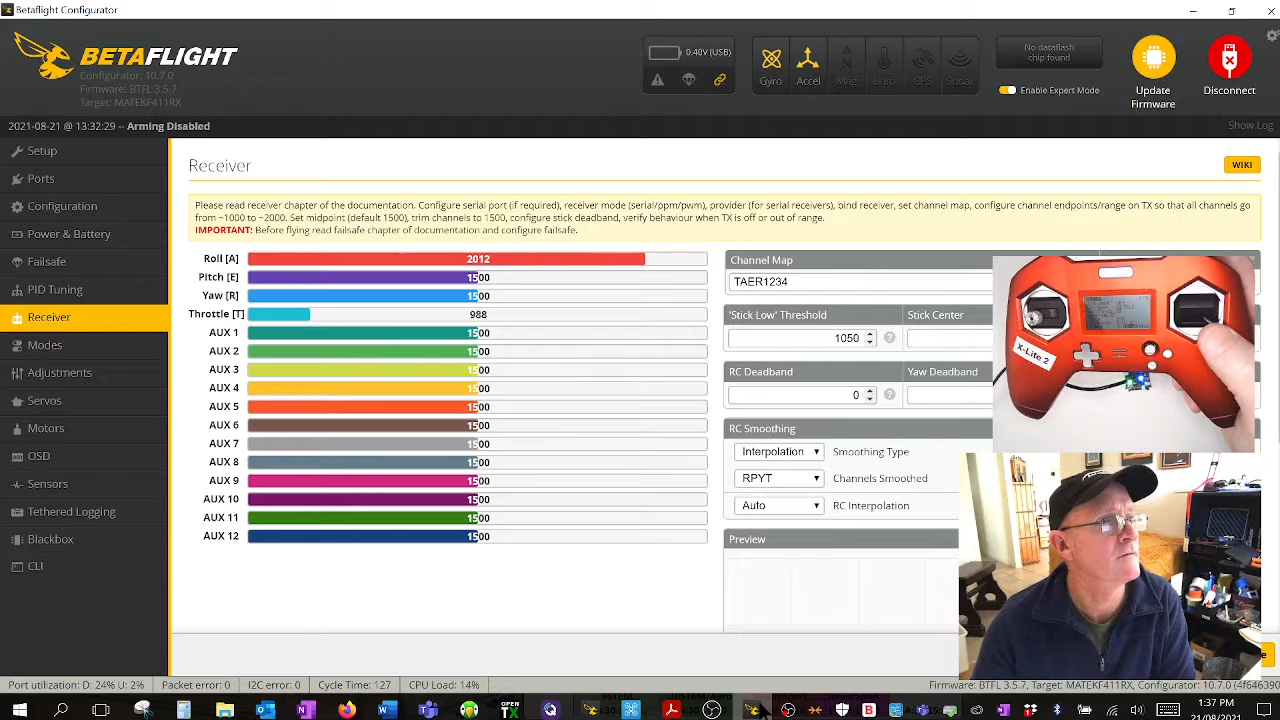 Betaflight Configurator
BETAFLIGHT
Configurator: 10.7.0
Firmware: BTFL 3.5.7
Target: MATEKF411RX
0.40V (USB)
Gyro
Accel
Mag
Baro
GPS
Sonar
No dataflash
chip found
Enable Expert Mode
Update
Firmware
Disconnect
2021-08-21 @ 13:32:29 -- Arming Disabled
Show Log
Setup
Ports
Configuration
Power & Battery
Failsafe
PID Tuning
Receiver
Modes
Adjustments
Servos
Motors
OSD
Sensors
Tethered Logging
Blackbox
CLI
Receiver
WIKI
Please read receiver chapter of the documentation. Configure serial port (if required), receiver mode (serial/ppm/pwm), provider (for serial receivers), bind receiver, set channel map, configure channel endpoints/range on TX so that all channels go
from ~1000 to ~2000. Set midpoint (default 1500), trim channels to 1500, configure stick deadband, verify behaviour when TX is off or out of range.
IMPORTANT: Before flying read failsafe chapter of documentation and configure failsafe.
Roll [A] 2012
Pitch [E] 1500
Yaw [R] 1500
Throttle [T] 988
AUX 1 1500
AUX 2 1500
AUX 3 1500
AUX 4 1500
AUX 5 1500
AUX 6 1500
AUX 7 1500
AUX 8 1500
AUX 9 1500
AUX 10 1500
AUX 11 1500
AUX 12 1500
Channel Map
TAER1234
'Stick Low' Threshold
Stick Center
1050
RC Deadband
Yaw Deadband
0
RC Smoothing
Interpolation Smoothing Type
RPYT Channels Smoothed
Auto RC Interpolation
Preview
X-Lite 2
Port utilization: D: 24% U: 2%
Packet error: 0
I2C error: 0
Cycle Time: 127
CPU Load: 14%
Firmware: BTFL 3.5.7, Target: MATEKF411RX, Configurator: 10.7.0 (4f646390
OPEN
TX
1:37 PM
21/08/2021